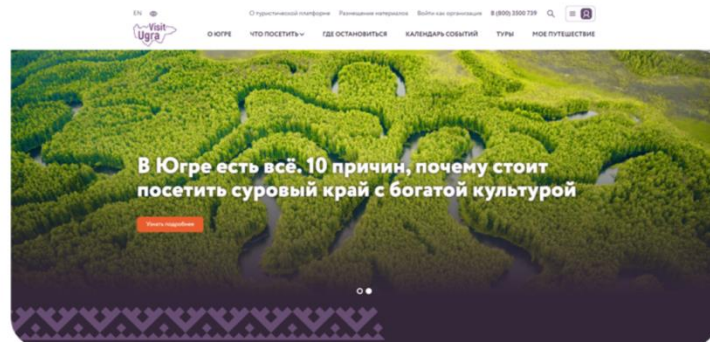 EN
О туристической платформе Размещение материалов Войти как организация 8 (800) 3500 739
Visit
Ugra
О ЮГРЕ ЧТО ПОСЕТИТЬ ГДЕ ОСТАНОВИТЬСЯ КАЛЕНДАРЬ СОБЫТИЙ ТУРЫ МОЕ ПУТЕШЕСТВИЕ
В Югре есть всё. 10 причин, почему стоит
посетить суровый край с богатой культурой
Узнать подробнее